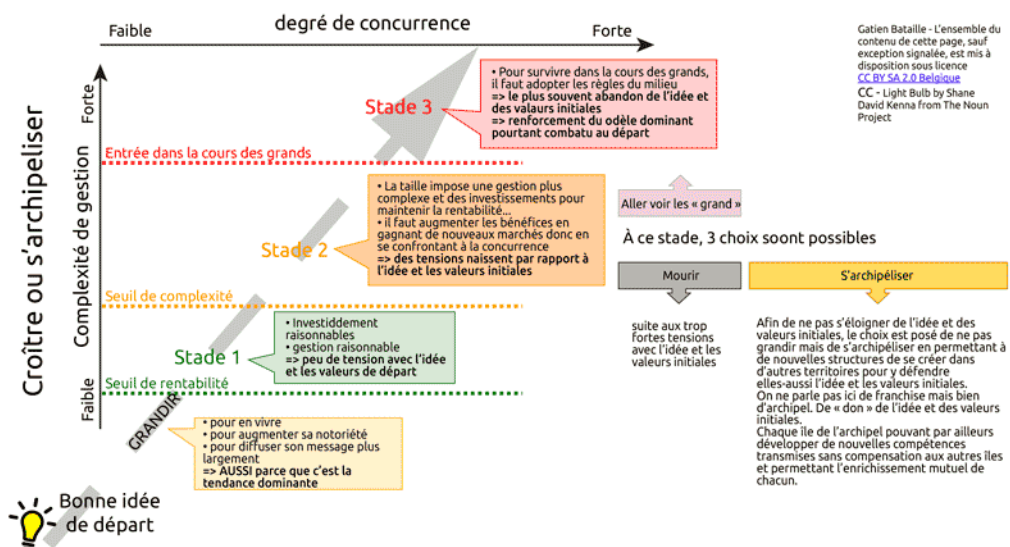 degré de concurrence
Faible
Forte
Croître ou s'archipeliser
Complexité de gestion
Forte
Faible
Gatien Bataille - L'ensemble du
contenu de cette page, sauf
exception signalée, est mis à
disposition sous licence
CC BY SA 2.0 Belgique
CC - Light Bulb by Shane
David Kenna from The Noun
Project
Stade 3
• Pour survivre dans la cours des grands,
il faut adopter les règles du milieu
=> le plus souvent abandon de l'idée et
des valaurs initiales
=> renforcement du odèle dominant
pourtant combatu au départ
Entrée dans la cours des grands
Stade 2
• La taille impose une gestion plus
complexe et des investissements pour
maintenir la rentabilité...
• il faut augmenter les bénéfices en
gagnant de nouveaux marchés donc en
se confrontant à la concurrence
=> des tensions naissent par rapport à
l'idée et les valeurs initiales
Aller voir les « grand »
À ce stade, 3 choix soont possibles
Mourir
suite aux trop
fortes tensions
avec l'idée et les
valeurs initiales
S'archipéliser
Afin de ne pas s'éloigner de l'idée et des
valeurs initiales, le choix est posé de ne pas
grandir mais de s'archipéliser en permettant à
de nouvelles structures de se créer dans
d'autres territoires pour y défendre
elles-aussi l'idée et les valeurs initiales.
On ne parle pas ici de franchise mais bien
d'archipel. De « don » de l'idée et des valeurs
initiales.
Chaque île de l'archipel pouvant par ailleurs
développer de nouvelles compétences
transmises sans compensation aux autres îles
et permettant l'enrichissement mutuel de
chacun.
Seuil de complexité
Stade 1
• Investiddement
raisonnables
• gestion raisonnable
=> peu de tension avec l'idée
et les valeurs de départ
Seuil de rentabilité
GRANDIR
• pour en vivre
• pour augmenter sa notoriété
• pour diffuser son message plus
largement
=> AUSSI parce que c'est la
tendance dominante
Bonne idée
de départ